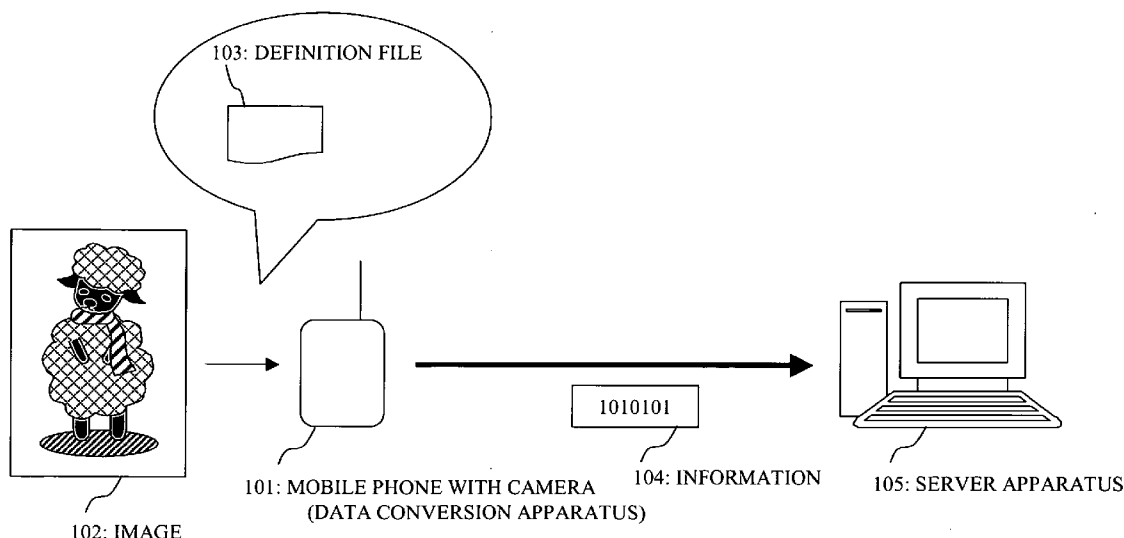 103: DEFINITION FILE
1010101
101: MOBILE PHONE WITH CAMERA
(DATA CONVERSION APPARATUS)
104: INFORMATION
105: SERVER APPARATUS
102: IMAGE